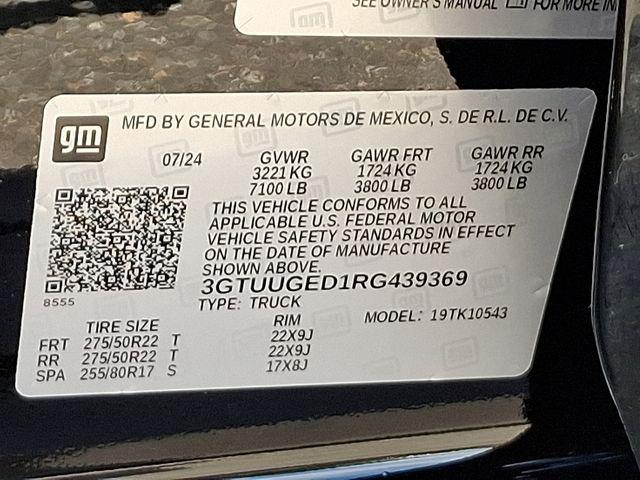 SEE OWNER'S MANUAL FOR MORE IN
gm
MFD BY GENERAL MOTORS DE MEXICO, S. DE R.L. DE C.V.
07/24 GVWR GAWR FRT GAWR RR
3221 KG 1724 KG 1724 KG
7100 LB 3800 LB 3800 LB
THIS VEHICLE CONFORMS TO ALL
APPLICABLE U.S. FEDERAL MOTOR
VEHICLE SAFETY STANDARDS IN EFFECT
ON THE DATE OF MANUFACTURE
SHOWN ABOVE.
8555
3GTUUGED1RG439369
TYPE: TRUCK MODEL: 19TK10543
TIRE SIZE RIM
FRT 275/50R22 T 22X9J
RR 275/50R22 T 22X9J
SPA 255/80R17 S 17X8J